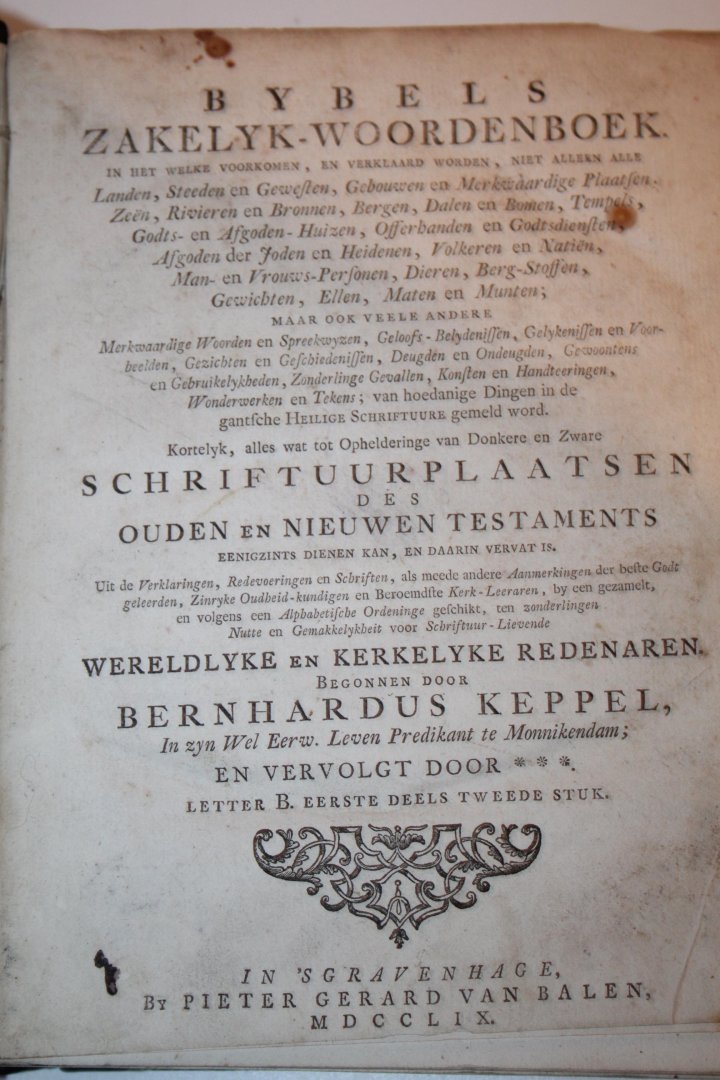 BYBELS
ZAKELYK-WOORDENBOEK.
IN HET WELKE VOORKOMEN, EN VERKLAARD WORDEN, NIET ALLEEN ALLE
Landen, Steeden en Geweſten, Gebouwen en Merkwaardige Plaatſen,
Zeën, Rivieren en Bronnen, Bergen, Dalen en Bomen, Tempels,
Godts- en Afgoden-Huizen, Offerhanden en Godtsdienſten,
Afgoden der Joden en Heidenen, Volkeren en Natiën,
Man- en Vrouws-Perſonen, Dieren, Berg-Stoffen,
Gewichten, Ellen, Maten en Munten;
MAAR OOK VEELE ANDERE
Merkwaardige Woorden en Spreekwyzen, Geloofs-Belydeniſſen, Gelykeniſſen en Voor-
beelden, Gezichten en Geſchiedeniſſen, Deugden en Ondeugden, Gewoontens
en Gebruikelykheden, Zonderlinge Gevallen, Konſten en Handteeringen,
Wonderwerken en Tekens; van hoedanige Dingen in de
gantſche HEILIGE SCHRIFTUURE gemeld word.
Kortelyk, alles wat tot Ophelderinge van Donkere en Zware
SCHRIFTUURPLAATSEN
DES
OUDEN EN NIEUWEN TESTAMENTS
EENIGZINTS DIENEN KAN, EN DAARIN VERVAT IS.
Uit de Verklaringen, Redevoeringen en Schriften, als meede andere Aanmerkingen der beſte Godt
geleerden, Zinryke Oudheid-kundigen en Beroemdſte Kerk-Leeraren, by een gezamelt,
en volgens een Alphabetiſche Ordeninge geſchikt, ten zonderlingen
Nutte en Gemakkelykheit voor Schriftuur-Lievende
WERELDLYKE EN KERKELYKE REDENAREN.
BEGONNEN DOOR
BERNHARDUS KEPPEL,
In zyn Wel Eerw. Leven Predikant te Monnikendam;
EN VERVOLGT DOOR * * *.
LETTER B. EERSTE DEELS TWEEDE STUK.
IN 'SGRAVENHAGE,
BY PIETER GERARD VAN BALEN,
MDCCLIX.